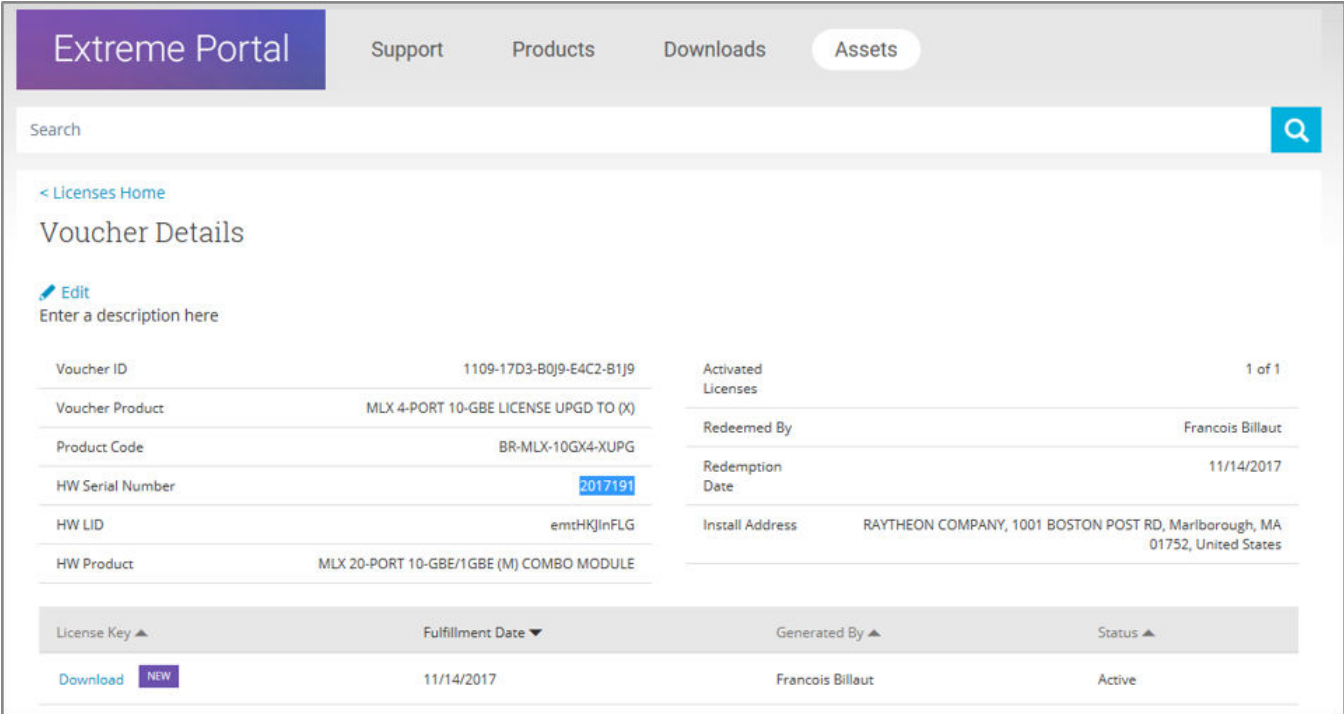 Extreme Portal Support Products Downloads Assets
Search
< Licenses Home
Voucher Details
Edit
Enter a description here
Voucher ID 1109-17D3-B0J9-E4C2-B1J9
Voucher Product MLX 4-PORT 10-GBE LICENSE UPGD TO (X)
Product Code BR-MLX-10GX4-XUPG
HW Serial Number 2017191
HW LID emtHKJInFLG
HW Product MLX 20-PORT 10-GBE/1GBE (M) COMBO MODULE
Activated 1 of 1
Licenses
Redeemed By Francois Billaut
Redemption 11/14/2017
Date
Install Address RAYTHEON COMPANY, 1001 BOSTON POST RD, Marlborough, MA
01752, United States
License Key Fulfillment Date Generated By Status
Download NEW 11/14/2017 Francois Billaut Active